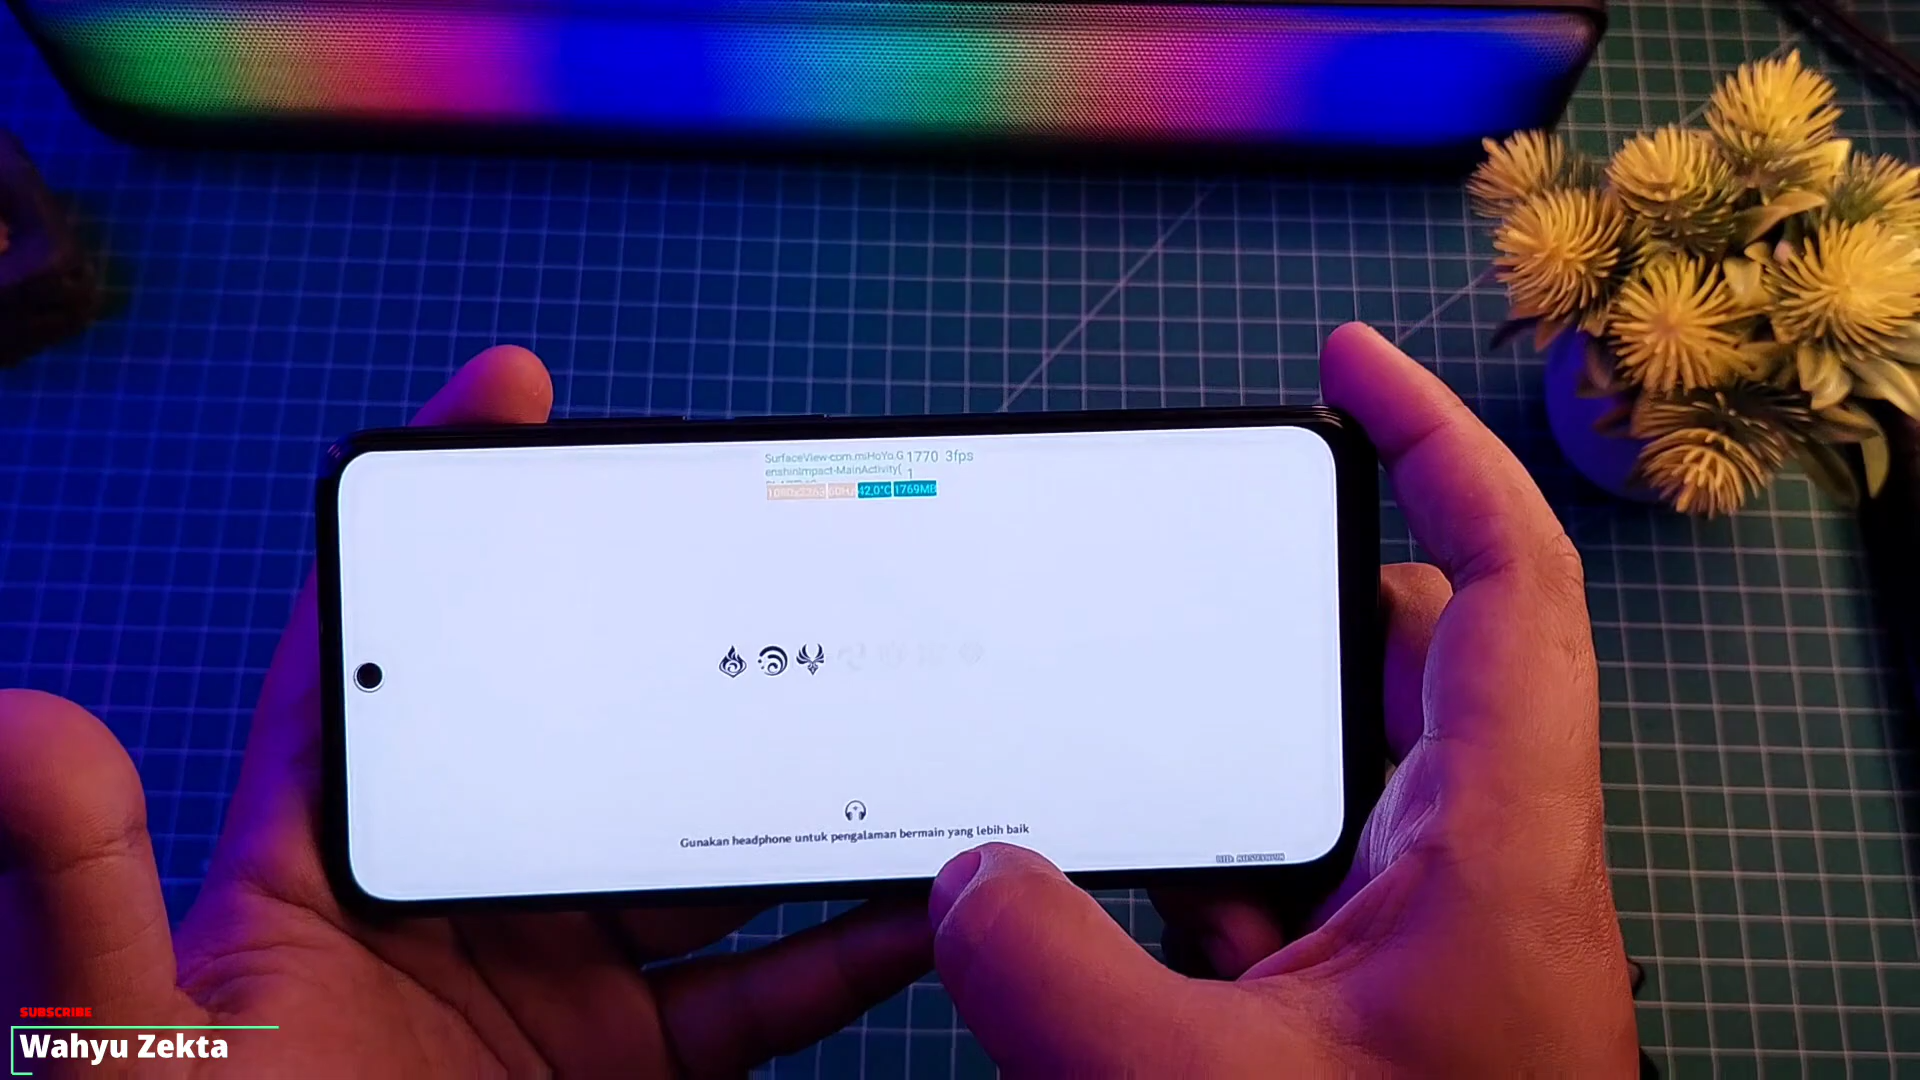 SurfaceView-com.miHoYo.G 1770 3fps
enshinImpact-MainActivity( 1
60Hz 42,0°C 1769MB
Gunakan headphone untuk pengalaman bermain yang lebih baik
SUBSCRIBE
Wahyu Zekta